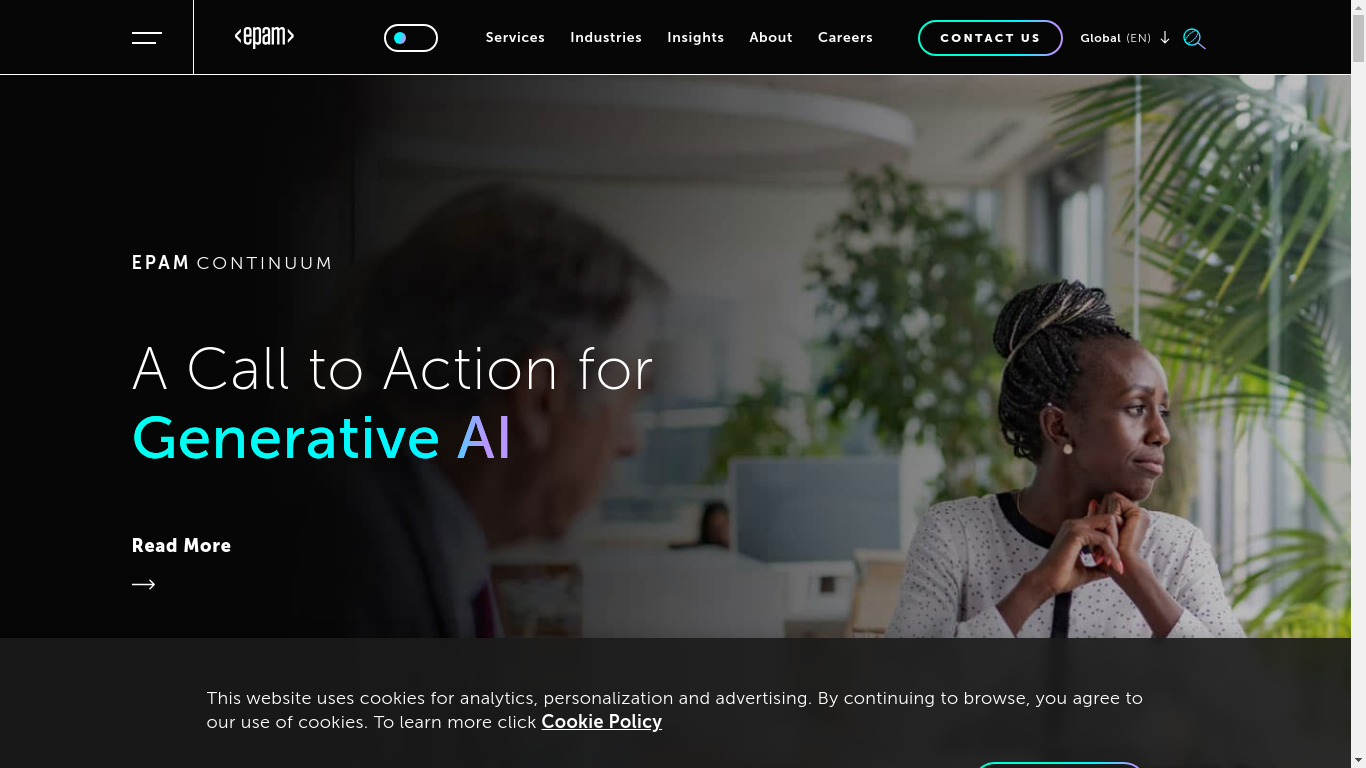 <epam>
Services Industries Insights About Careers CONTACT US Global (EN)
EPAM CONTINUUM
A Call to Action for
Generative AI
Read More
This website uses cookies for analytics, personalization and advertising. By continuing to browse, you agree to
our use of cookies. To learn more click Cookie Policy